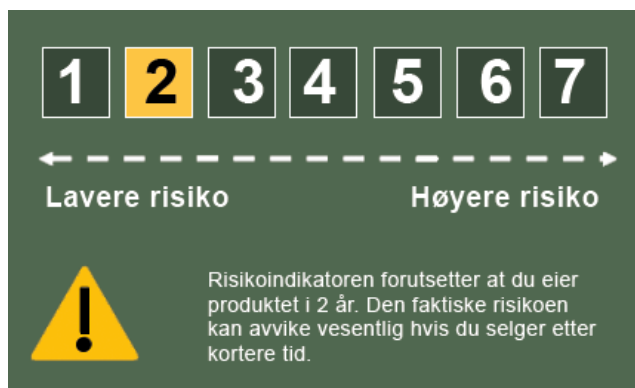 1 2 3 4 5 6 7
Lavere risiko Høyere risiko
Risikoindikatoren forutsetter at du eier
produktet i 2 år. Den faktiske risikoen
kan avvike vesentlig hvis du selger etter
kortere tid.